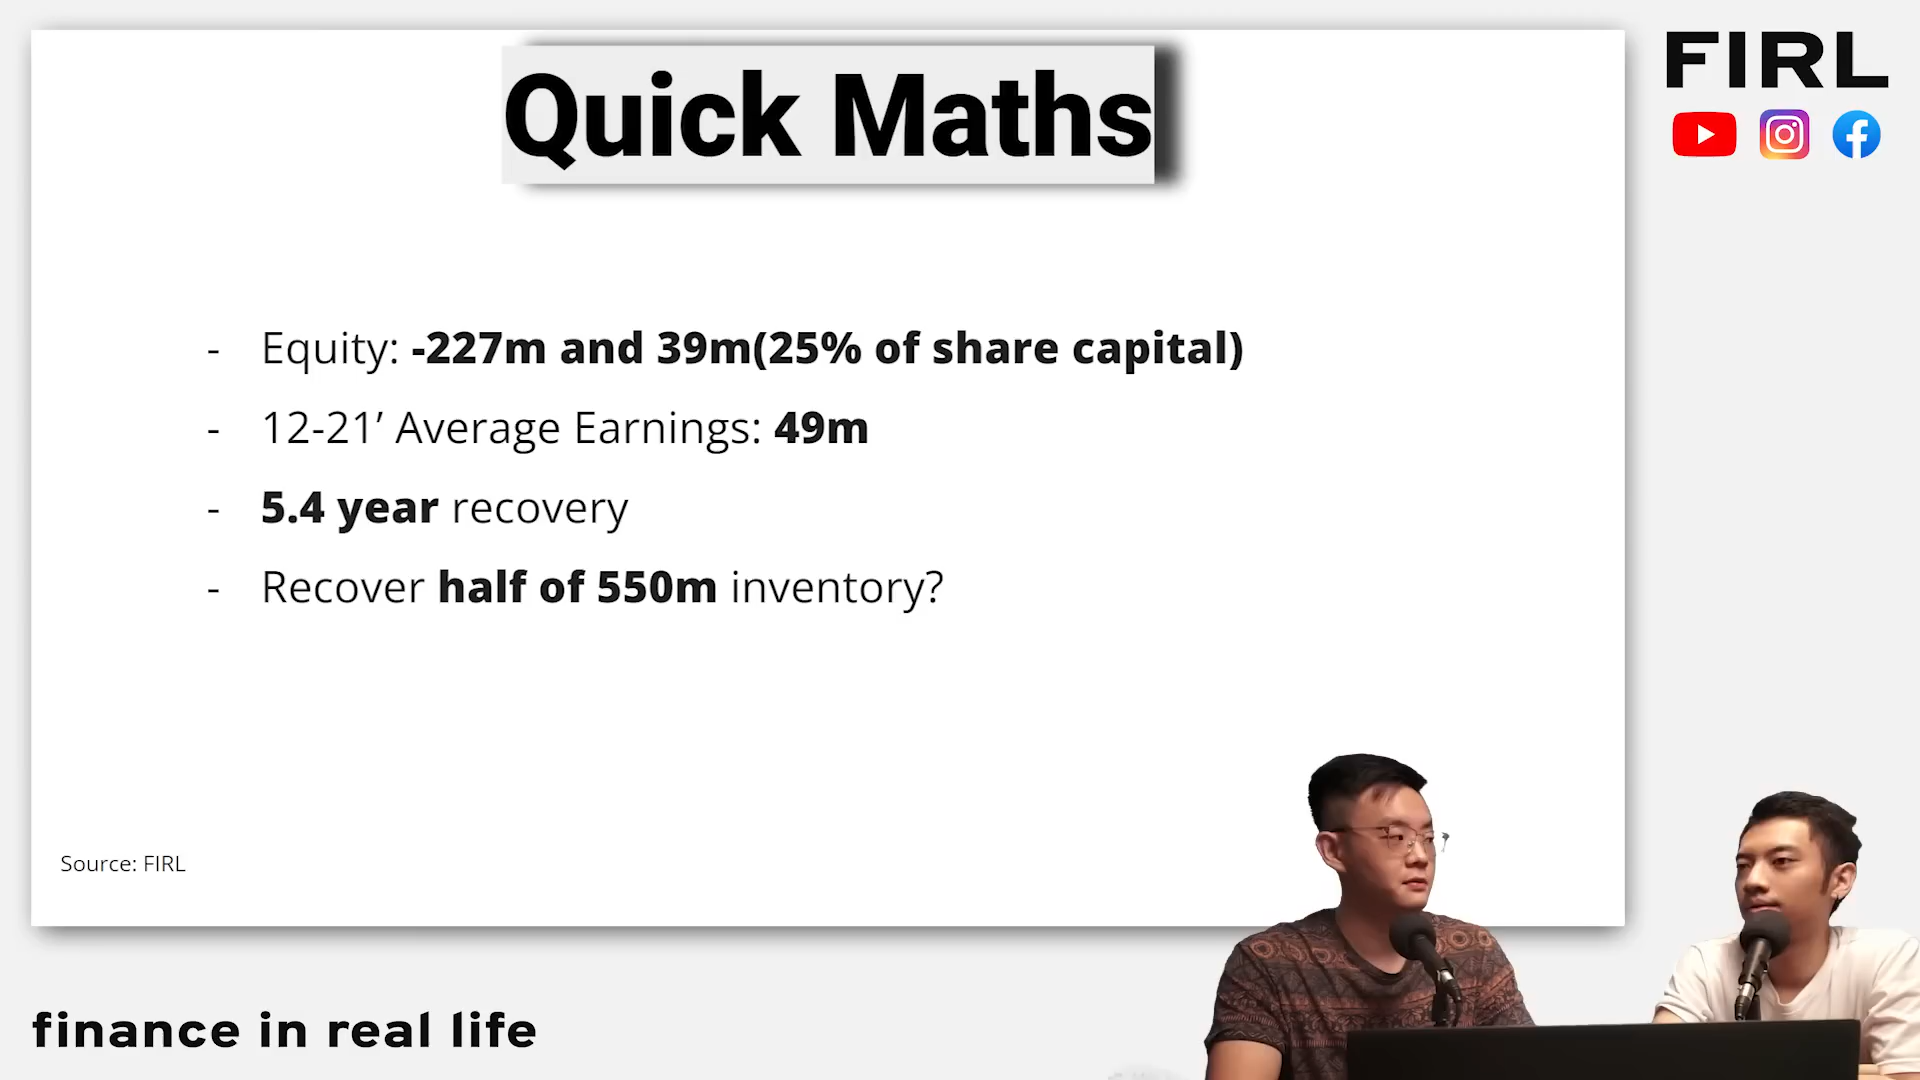 Quick Maths
FIRL
- Equity: -227m and 39m(25% of share capital)
- 12-21’ Average Earnings: 49m
- 5.4 year recovery
- Recover half of 550m inventory?
Source: FIRL
finance in real life